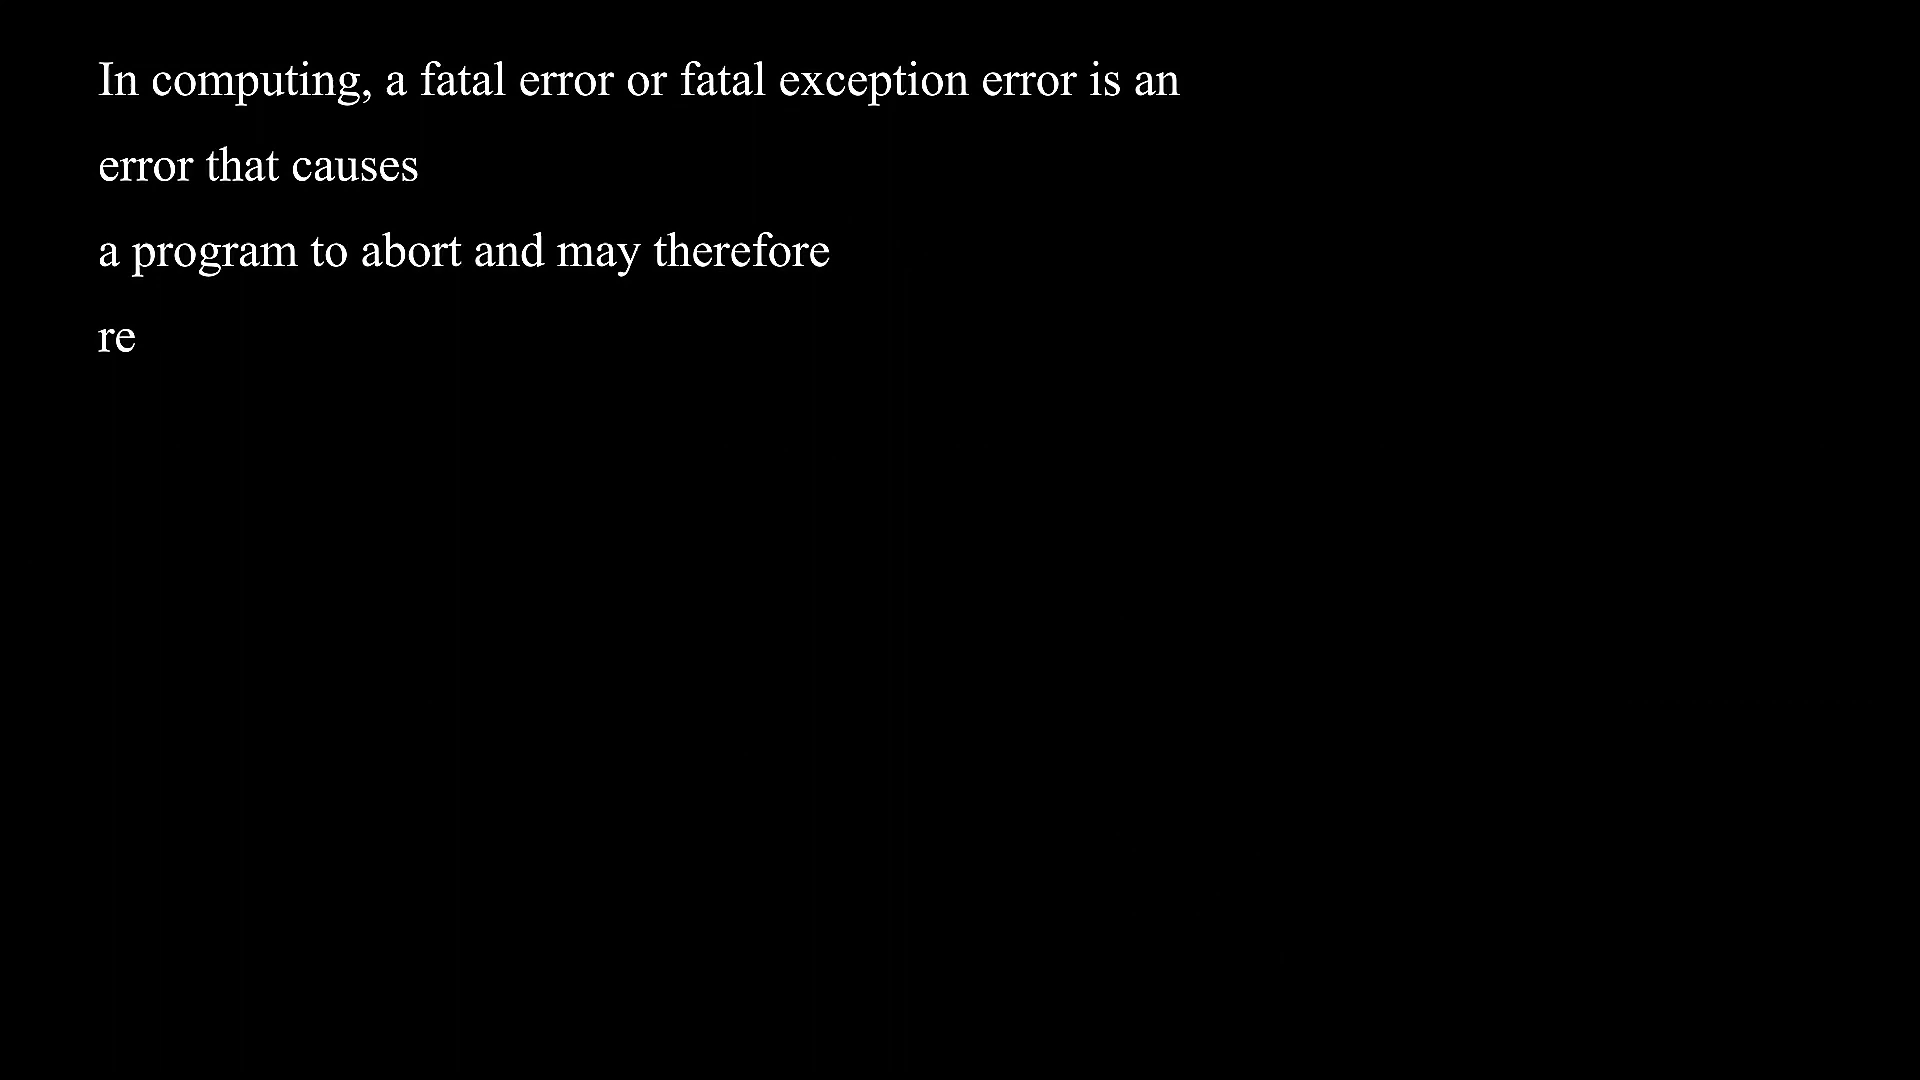 In computing, a fatal error or fatal exception error is an
error that causes
a program to abort and may therefore
re